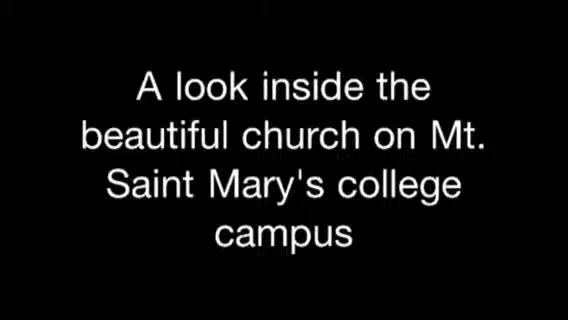 A look inside the
beautiful church on Mt.
Saint Mary's college
campus